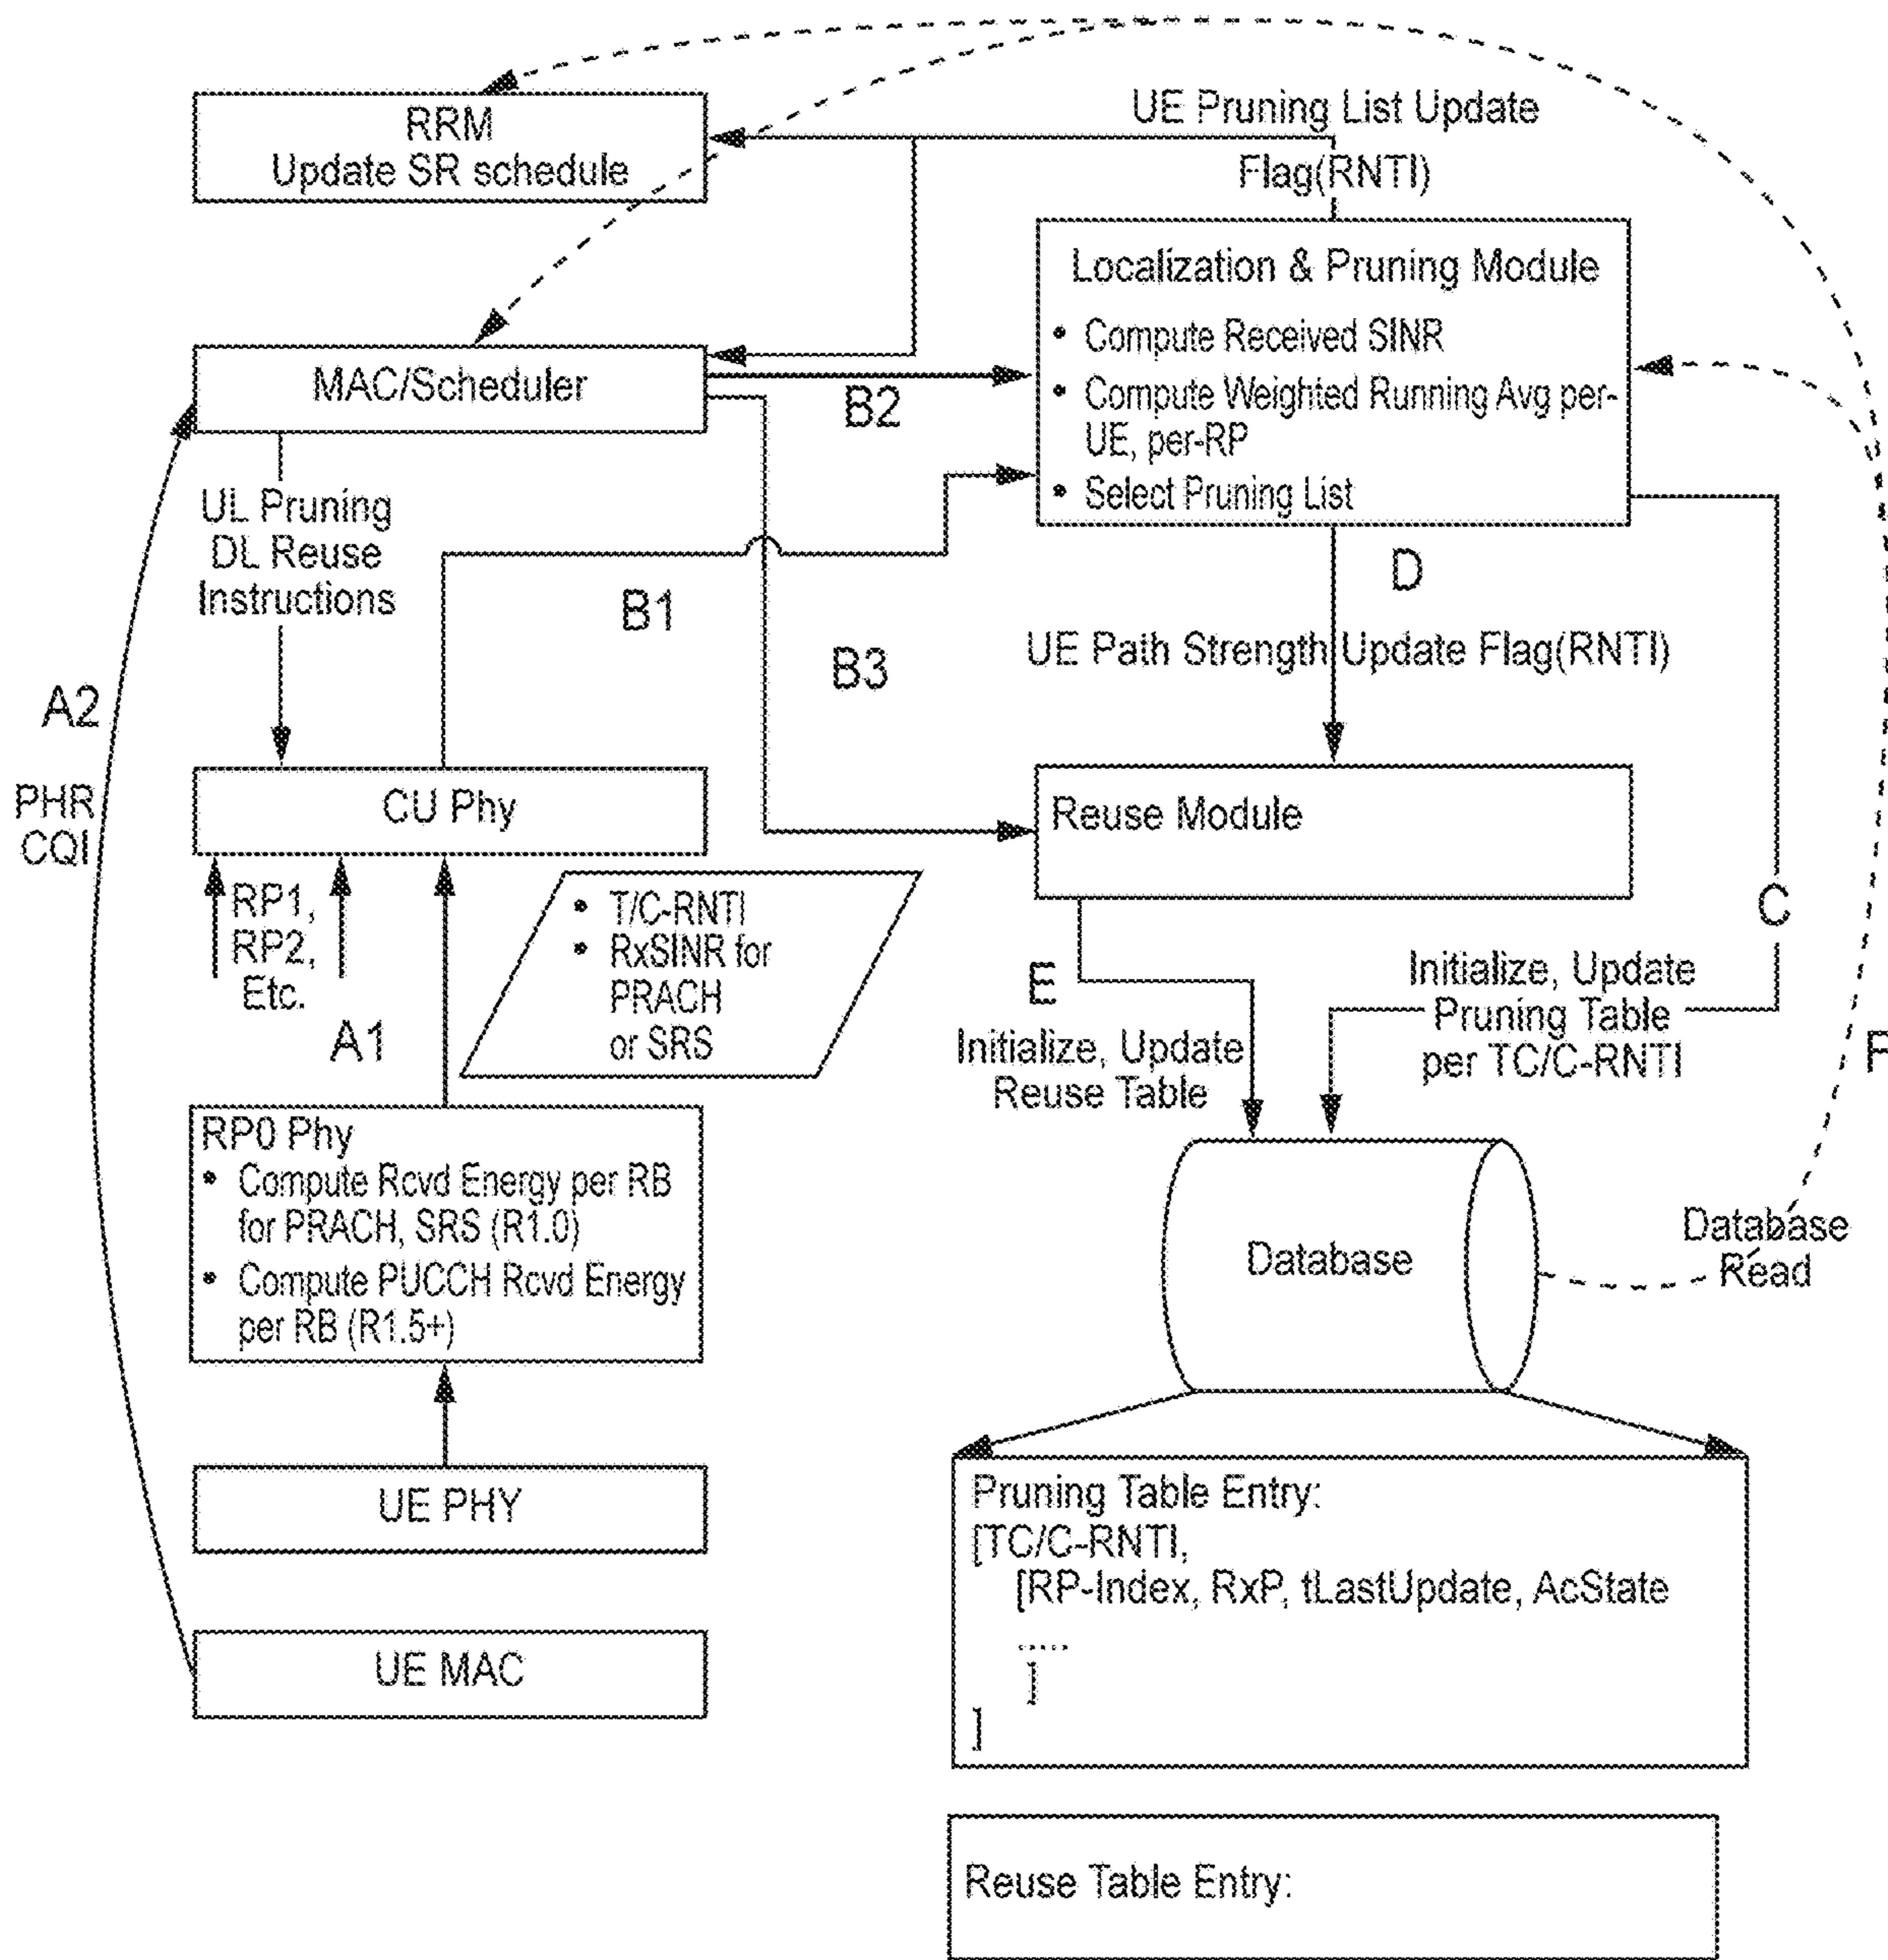 RRM
Update SR schedule
UE Pruning List Update
Flag(RNTI)
Localization & Pruning Module
• Compute Received SINR
• Compute Weighted Running Avg per-
UE, per-RP
• Select Pruning List
MAC/Scheduler
B2
UL Pruning
DL Reuse
Instructions
B1
B3
D
UE Path Strength Update Flag(RNTI)
A2
PHR
CQI
CU Phy
Reuse Module
RP1,
RP2,
Etc.
A1
• T/C-RNTI
• RxSINR for
PRACH
or SRS
C
E
Initialize, Update
Reuse Table
Initialize, Update
Pruning Table
per TC/C-RNTI
RP0 Phy
• Compute Rcvd Energy per RB
for PRACH, SRS (R1.0)
• Compute PUCCH Rcvd Energy
per RB (R1.5+)
Database
Database
Read
UE PHY
UE MAC
Pruning Table Entry:
[TC/C-RNTI,
[RP-Index, RxP, tLastUpdate, AcState
.....
]
]
Reuse Table Entry: